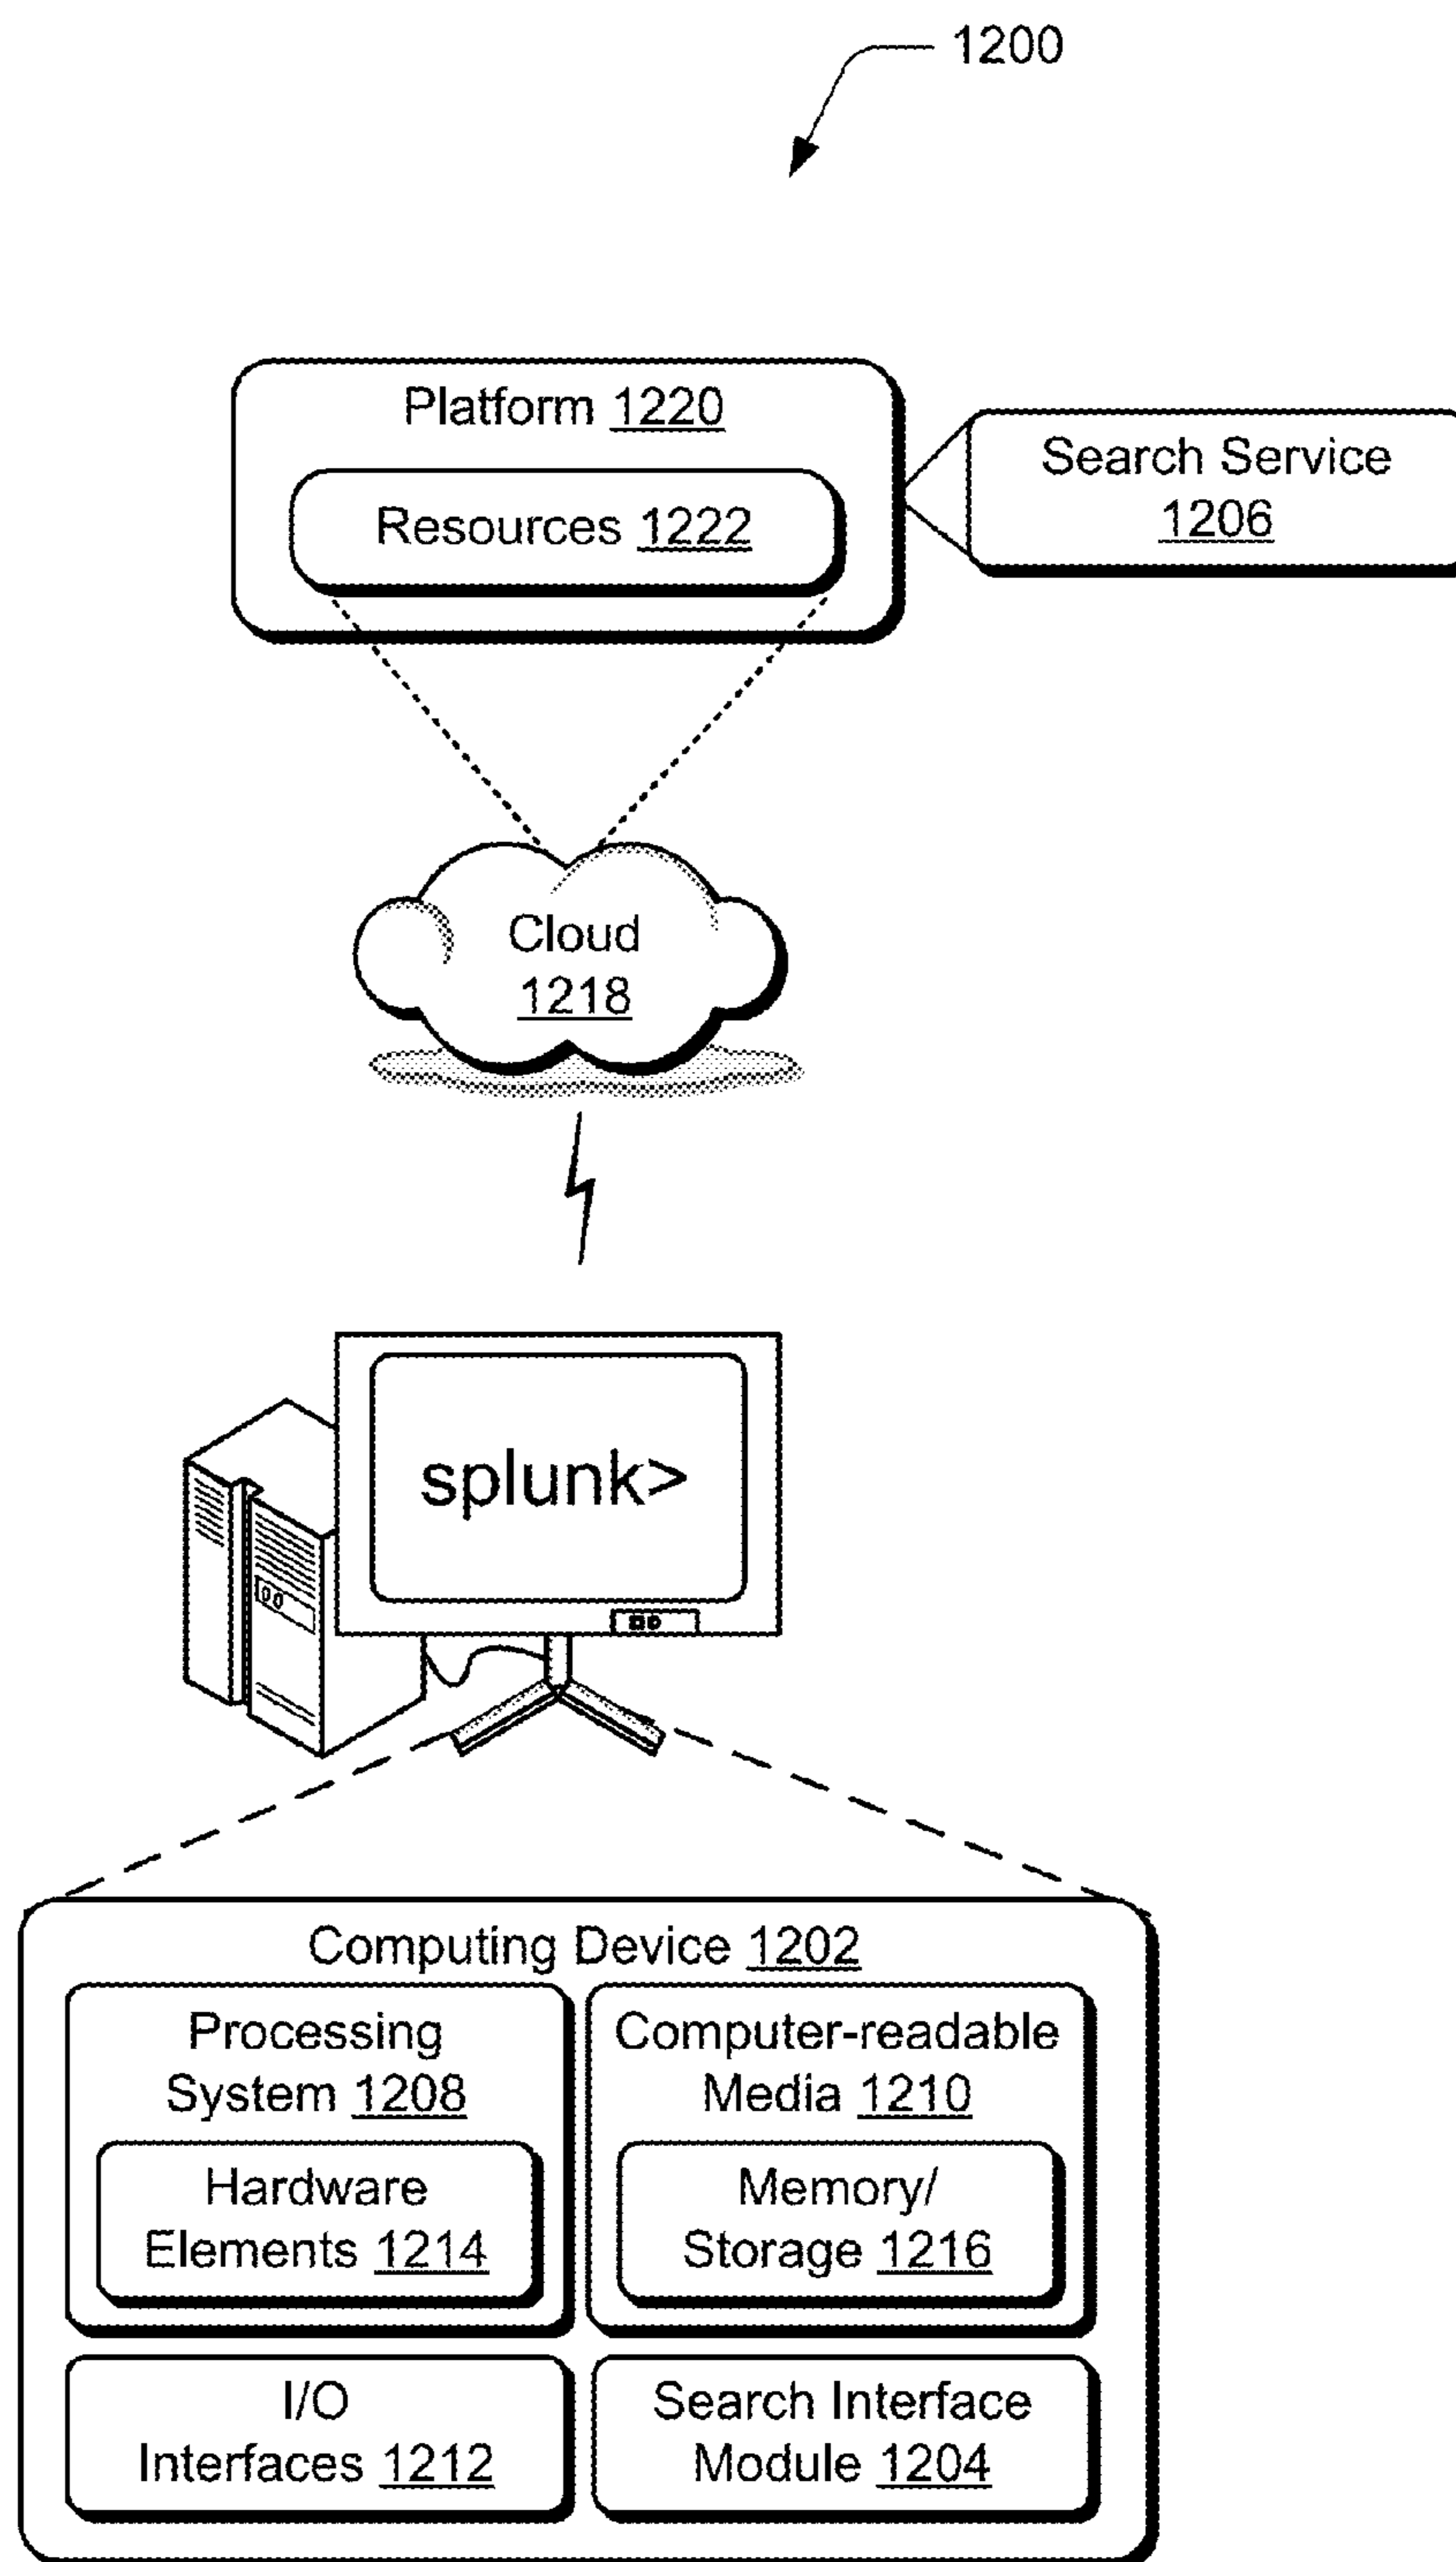 1200
Platform 1220
Resources 1222
Search Service
1206
Cloud
1218
splunk>
Computing Device 1202
Processing
System 1208
Hardware
Elements 1214
Computer-readable
Media 1210
Memory/
Storage 1216
I/O
Interfaces 1212
Search Interface
Module 1204